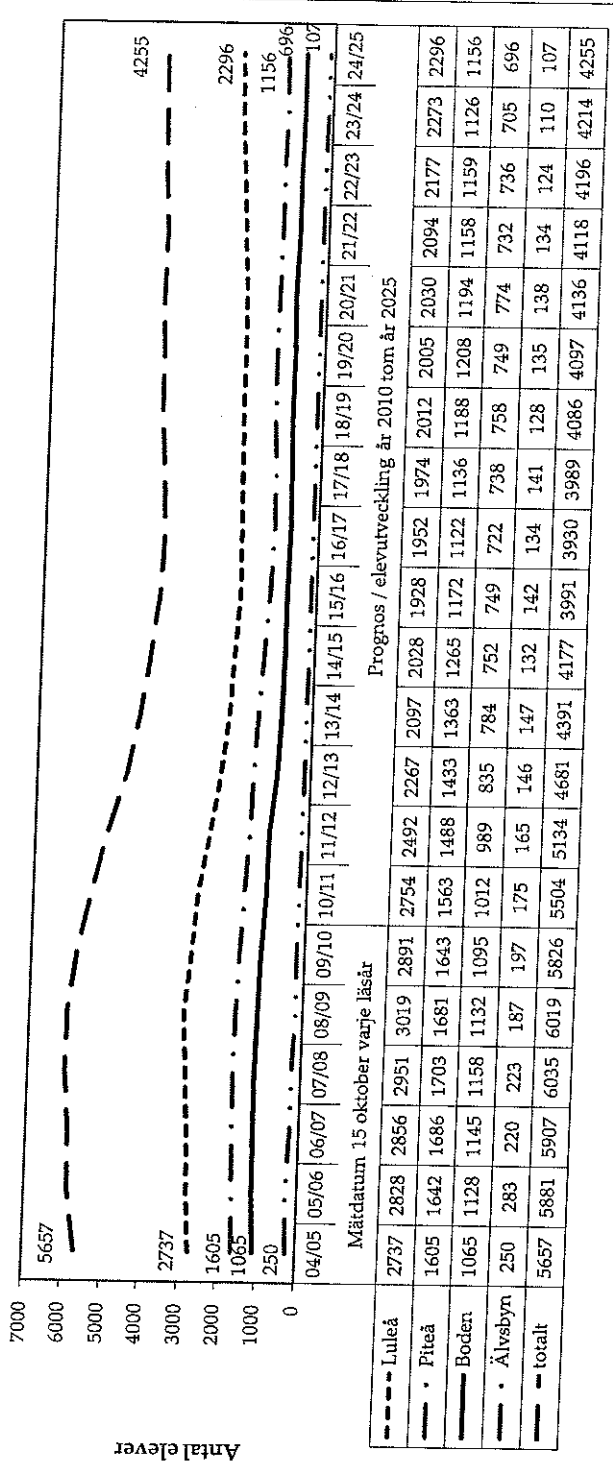 Antal elever
7000
6000
5000
4000
3000
2000
1000
0
5657
2737
1605
1065
250
4255
2296
1156
696
107
04/05 05/06 06/07 07/08 08/09 09/10 10/11 11/12 12/13 13/14 14/15 15/16 16/17 17/18 18/19 19/20 20/21 21/22 22/23 23/24 24/25
Mätdatum 15 oktober varje läsår Prognos / elevutveckling år 2010 tom år 2025
Luleå 2737 2828 2856 2951 3019 2891 2754 2492 2267 2097 2028 1928 1952 1974 2012 2005 2030 2094 2177 2273 2296
Piteå 1605 1642 1686 1703 1681 1643 1563 1488 1433 1363 1265 1172 1122 1136 1188 1208 1194 1158 1159 1126 1156
Boden 1065 1128 1145 1158 1132 1095 1012 989 835 784 752 749 722 738 758 749 774 732 736 705 696
Älvsbyn 250 283 220 223 187 197 175 165 146 147 132 142 134 141 128 135 138 134 124 110 107
totalt 5657 5881 5907 6035 6019 5826 5504 5134 4681 4391 4177 3991 3930 3989 4086 4097 4136 4118 4196 4214 4255